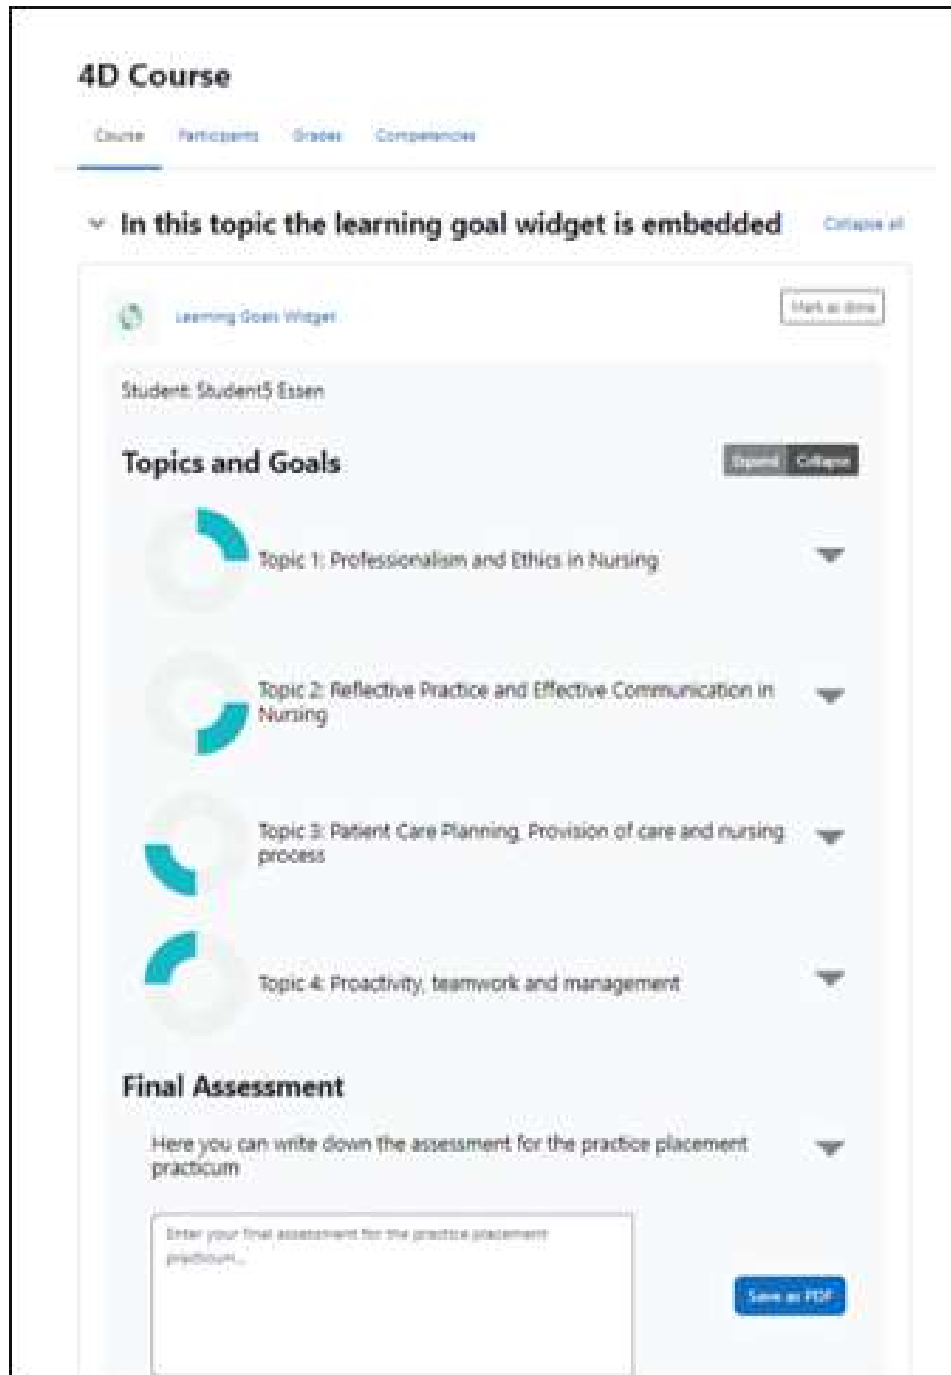 4D Course
Course Participants Grades Competencies
In this topic the learning goal widget is embedded Collapse all
Learning Goals Widget Mark as done
Student: Student5 Essen
Topics and Goals Expand Collapse
Topic 1: Professionalism and Ethics in Nursing
Topic 2: Reflective Practice and Effective Communication in
Nursing
Topic 3: Patient Care Planning, Provision of care and nursing
process
Topic 4: Proactivity, teamwork and management
Final Assessment
Here you can write down the assessment for the practice placement
practicum
Enter your final assessment for the practice placement
practicum...
Save as PDF